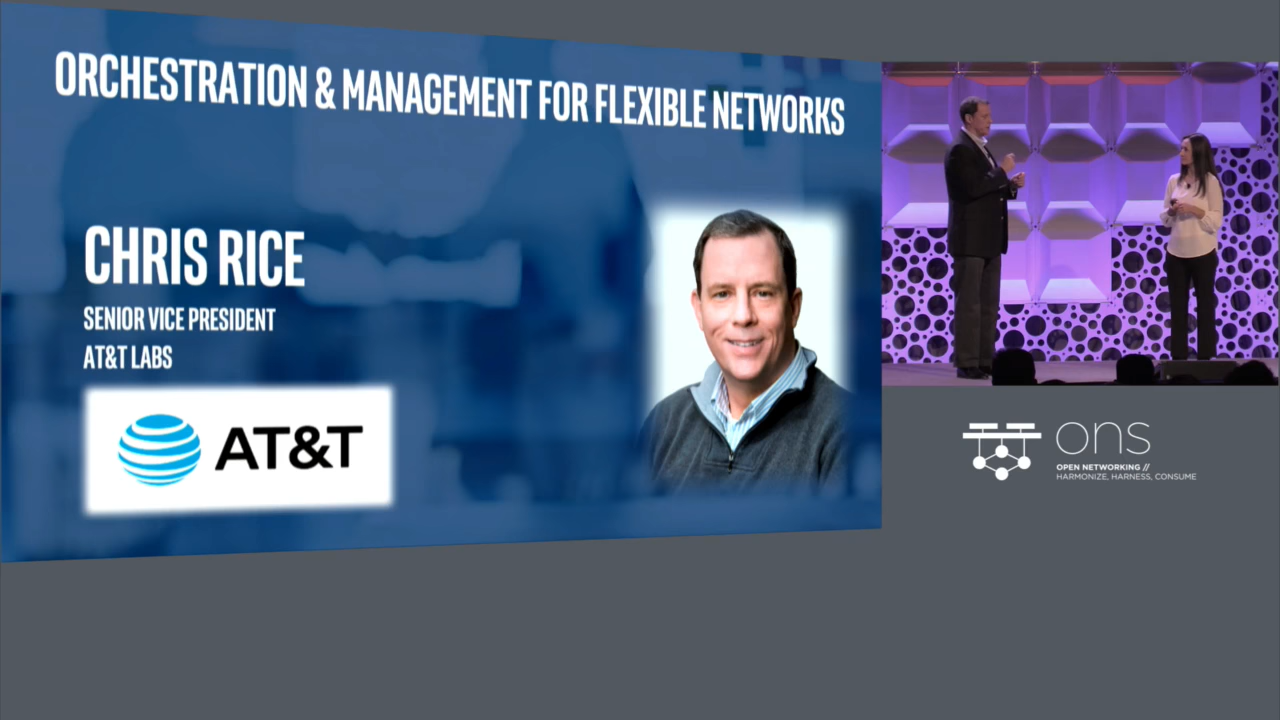 ORCHESTRATION & MANAGEMENT FOR FLEXIBLE NETWORKS
CHRIS RICE
SENIOR VICE PRESIDENT
AT&T LABS
AT&T
ons
OPEN NETWORKING //
HARMONIZE, HARNESS, CONSUME